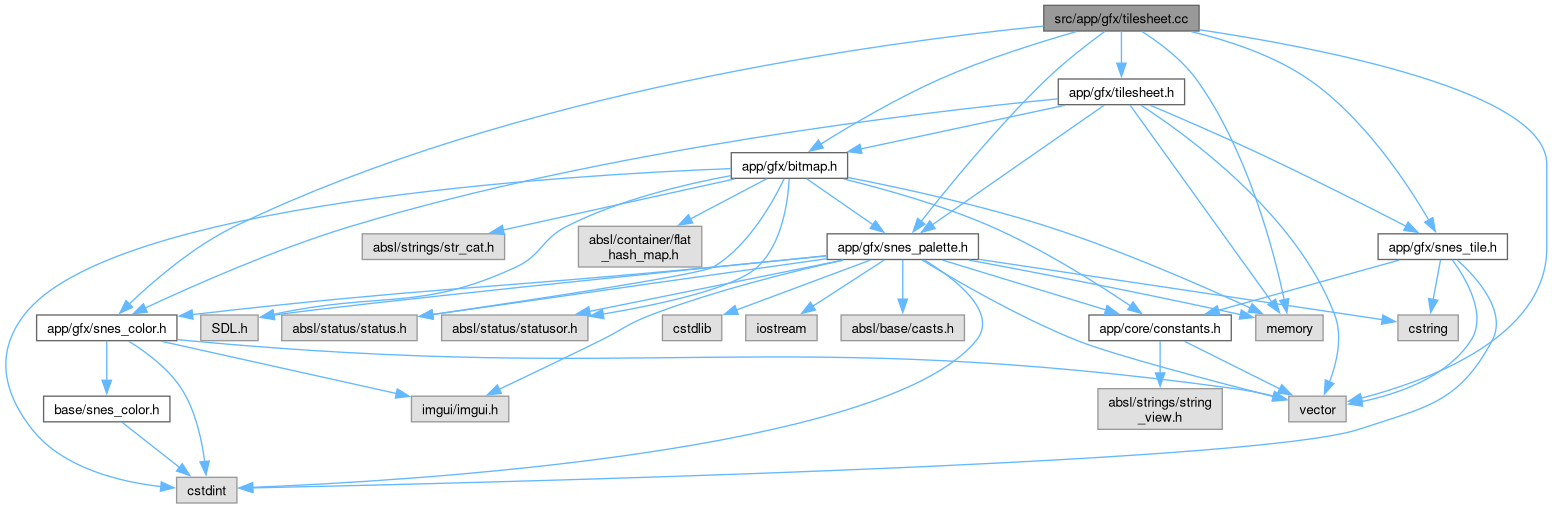 src/app/gfx/tilesheet.cc
app/gfx/tilesheet.h
app/gfx/bitmap.h
absl/strings/str_cat.h
absl/container/flat
_hash_map.h
app/gfx/snes_palette.h
app/gfx/snes_tile.h
app/gfx/snes_color.h
SDL.h
absl/status/status.h
absl/status/statusor.h
cstdlib
iostream
absl/base/casts.h
app/core/constants.h
memory
cstring
base/snes_color.h
imgui/imgui.h
absl/strings/string
_view.h
vector
cstdint